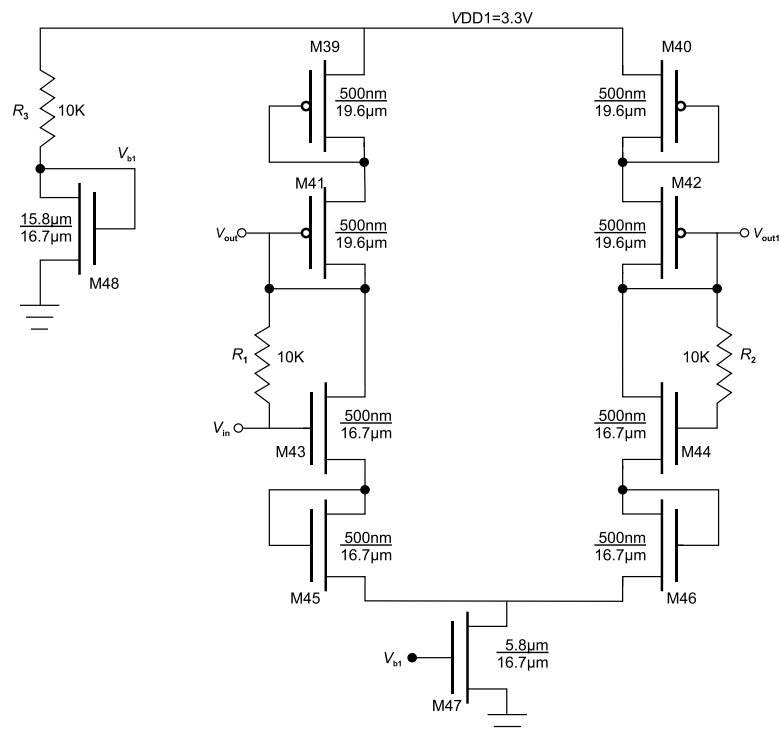 VDD1=3.3V
M39
M40
R3
10K
500nm
19.6µm
500nm
19.6µm
Vb1
M41
M42
15.8µm
16.7µm
Vout
500nm
19.6µm
500nm
19.6µm
Vout1
M48
R1
10K
10K
R2
Vin
500nm
16.7µm
500nm
16.7µm
M43
M44
500nm
16.7µm
500nm
16.7µm
M45
M46
Vb1
5.8µm
16.7µm
M47